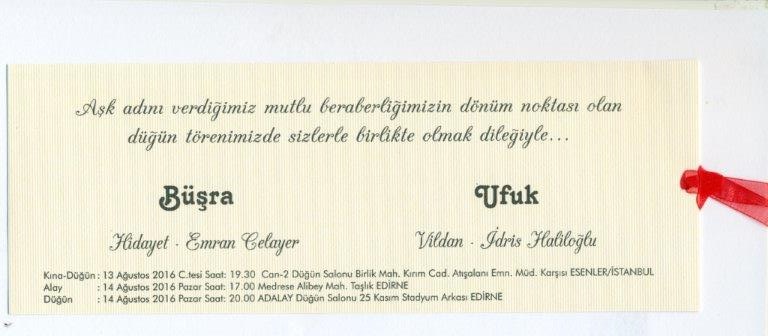 Aşk adını verdiğimiz mutlu beraberliğimizin dönüm noktası olan
düğün törenimizde sizlerle birlikte olmak dileğiyle...
Büşra Ufuk
Hidayet - Emran Çelayer Vildan - İdris Haliloğlu
Kına-Düğün : 13 Ağustos 2016 C.tesi Saat: 19.30 Can-2 Düğün Salonu Birlik Mah. Kırım Cad. Atışalanı Emn. Müd. Karşısı ESENLER/İSTANBUL
Alay : 14 Ağustos 2016 Pazar Saat: 17.00 Medrese Alibey Mah. Taşlık EDİRNE
Düğün : 14 Ağustos 2016 Pazar Saat: 20.00 ADALAY Düğün Salonu 25 Kasım Stadyum Arkası EDİRNE